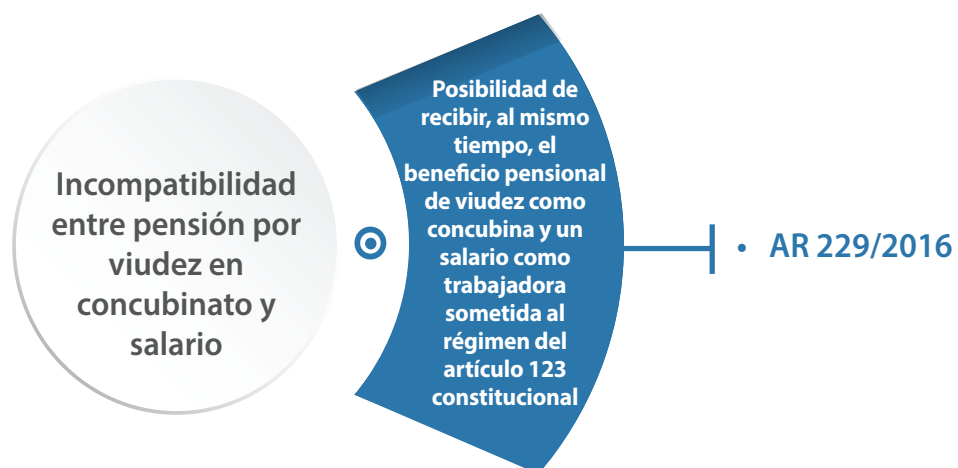 Incompatibilidad
entre pensión por
viudez en
concubinato y
salario
Posibilidad de
recibir, al mismo
tiempo, el
beneficio pensional
de viudez como
concubina y un
salario como
trabajadora
sometida al
régimen del
artículo 123
constitucional
• AR 229/2016